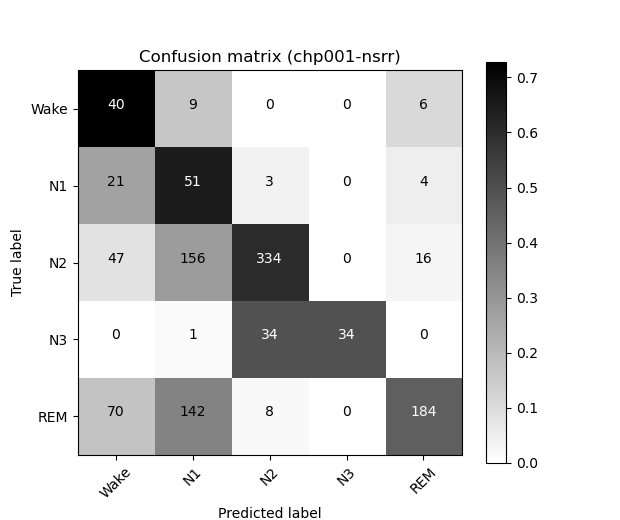 Confusion matrix (chp001-nsrr)
Wake 40 9 0 0 6
N1 21 51 3 0 4
N2 47 156 334 0 16
N3 0 1 34 34 0
REM 70 142 8 0 184
Wake N1 N2 N3 REM
True label
Predicted label
0.7
0.6
0.5
0.4
0.3
0.2
0.1
0.0